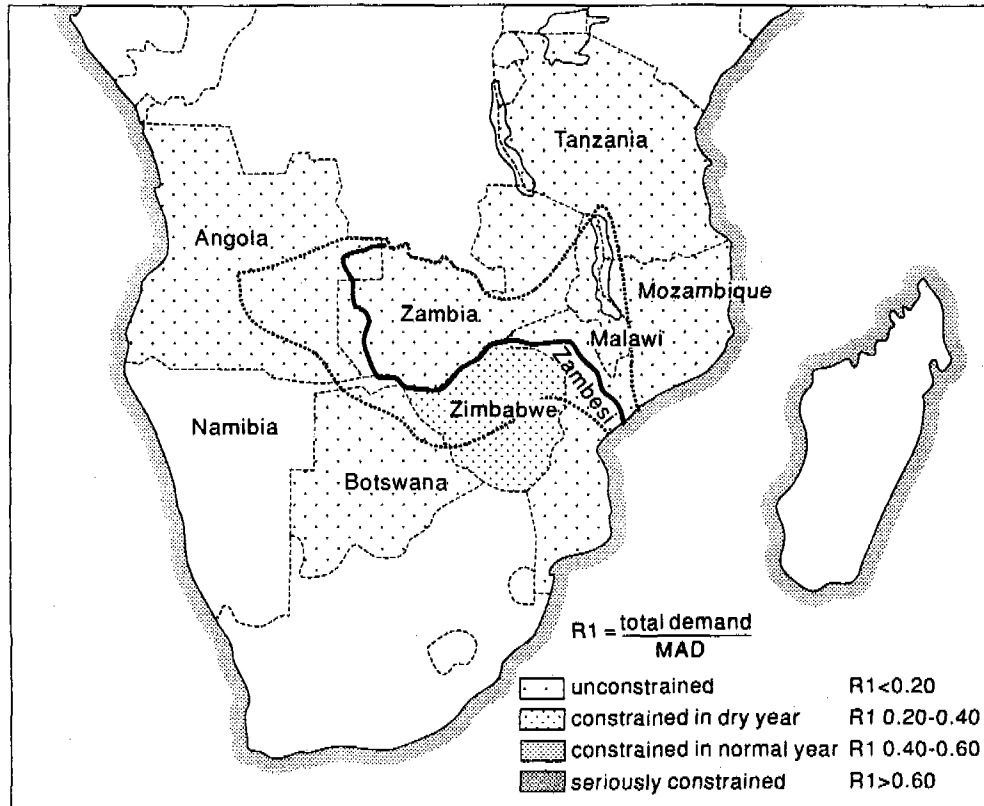 Tanzania
Angola
Mozambique
Zambia
Malawi
Zambesi
Zimbabwe
Namibia
Botswana
R1 = total demand
MAD
unconstrained R1<0.20
constrained in dry year R1 0.20-0.40
constrained in normal year R1 0.40-0.60
seriously constrained R1>0.60